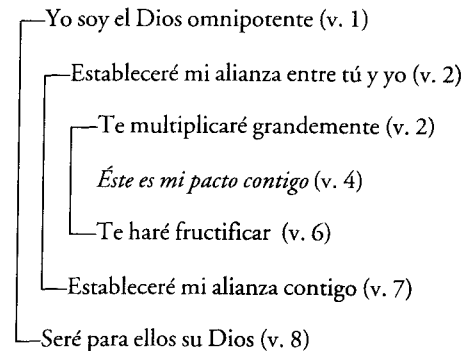 Yo soy el Dios omnipotente (v. 1)
Estableceré mi alianza entre tú y yo (v. 2)
Te multiplicaré grandemente (v. 2)
Éste es mi pacto contigo (v. 4)
Te haré fructificar (v. 6)
Estableceré mi alianza contigo (v. 7)
Seré para ellos su Dios (v. 8)